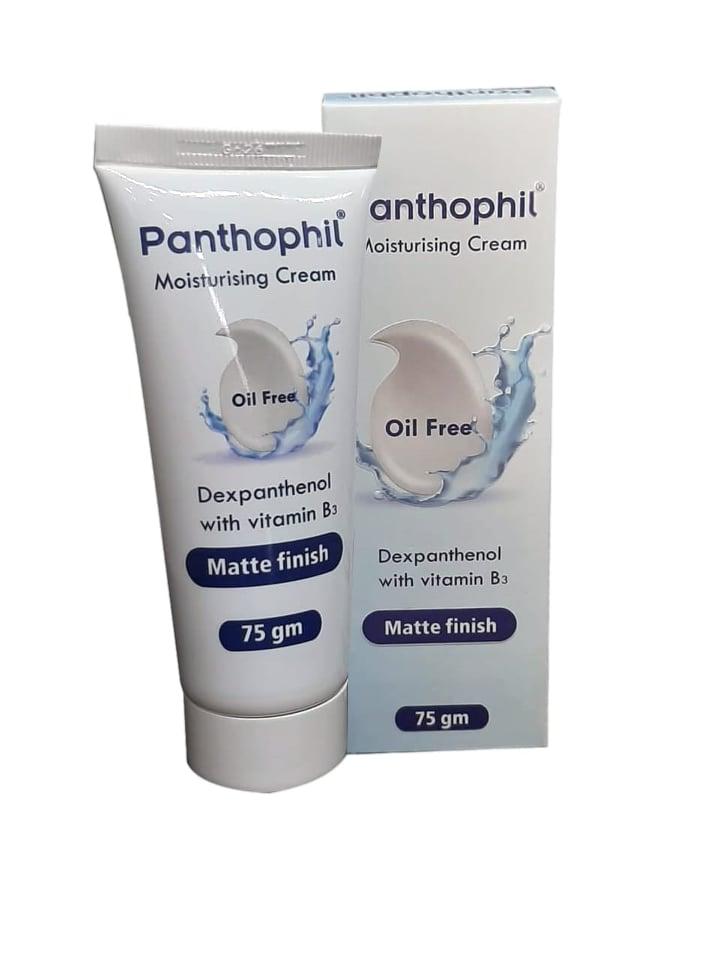 Panthophil®
Moisturising Cream
Oil Free
Dexpanthenol
with vitamin B3
Matte finish
75 gm
anthophil®
Moisturising Cream
Oil Free
Dexpanthenol
with vitamin B3
Matte finish
75 gm